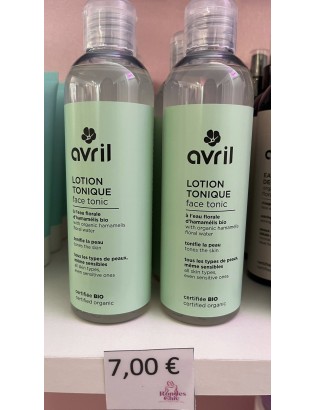 avril
LOTION
TONIQUE
face tonic
à l'eau florale
d'hamamélis bio
with organic hamamelis
floral water
tonifie la peau
tones the skin
tous les types de peaux,
même sensibles
all skin types,
even sensitive ones
certifiée BIO
certified organic
avril
LOTION
TONIQUE
face tonic
à l'eau florale
d'hamamélis bio
with organic hamamelis
floral water
tonifie la peau
tones the skin
tous les types de peaux,
même sensibles
all skin types,
even sensitive ones
certifiée BIO
certified organic
7,00 €